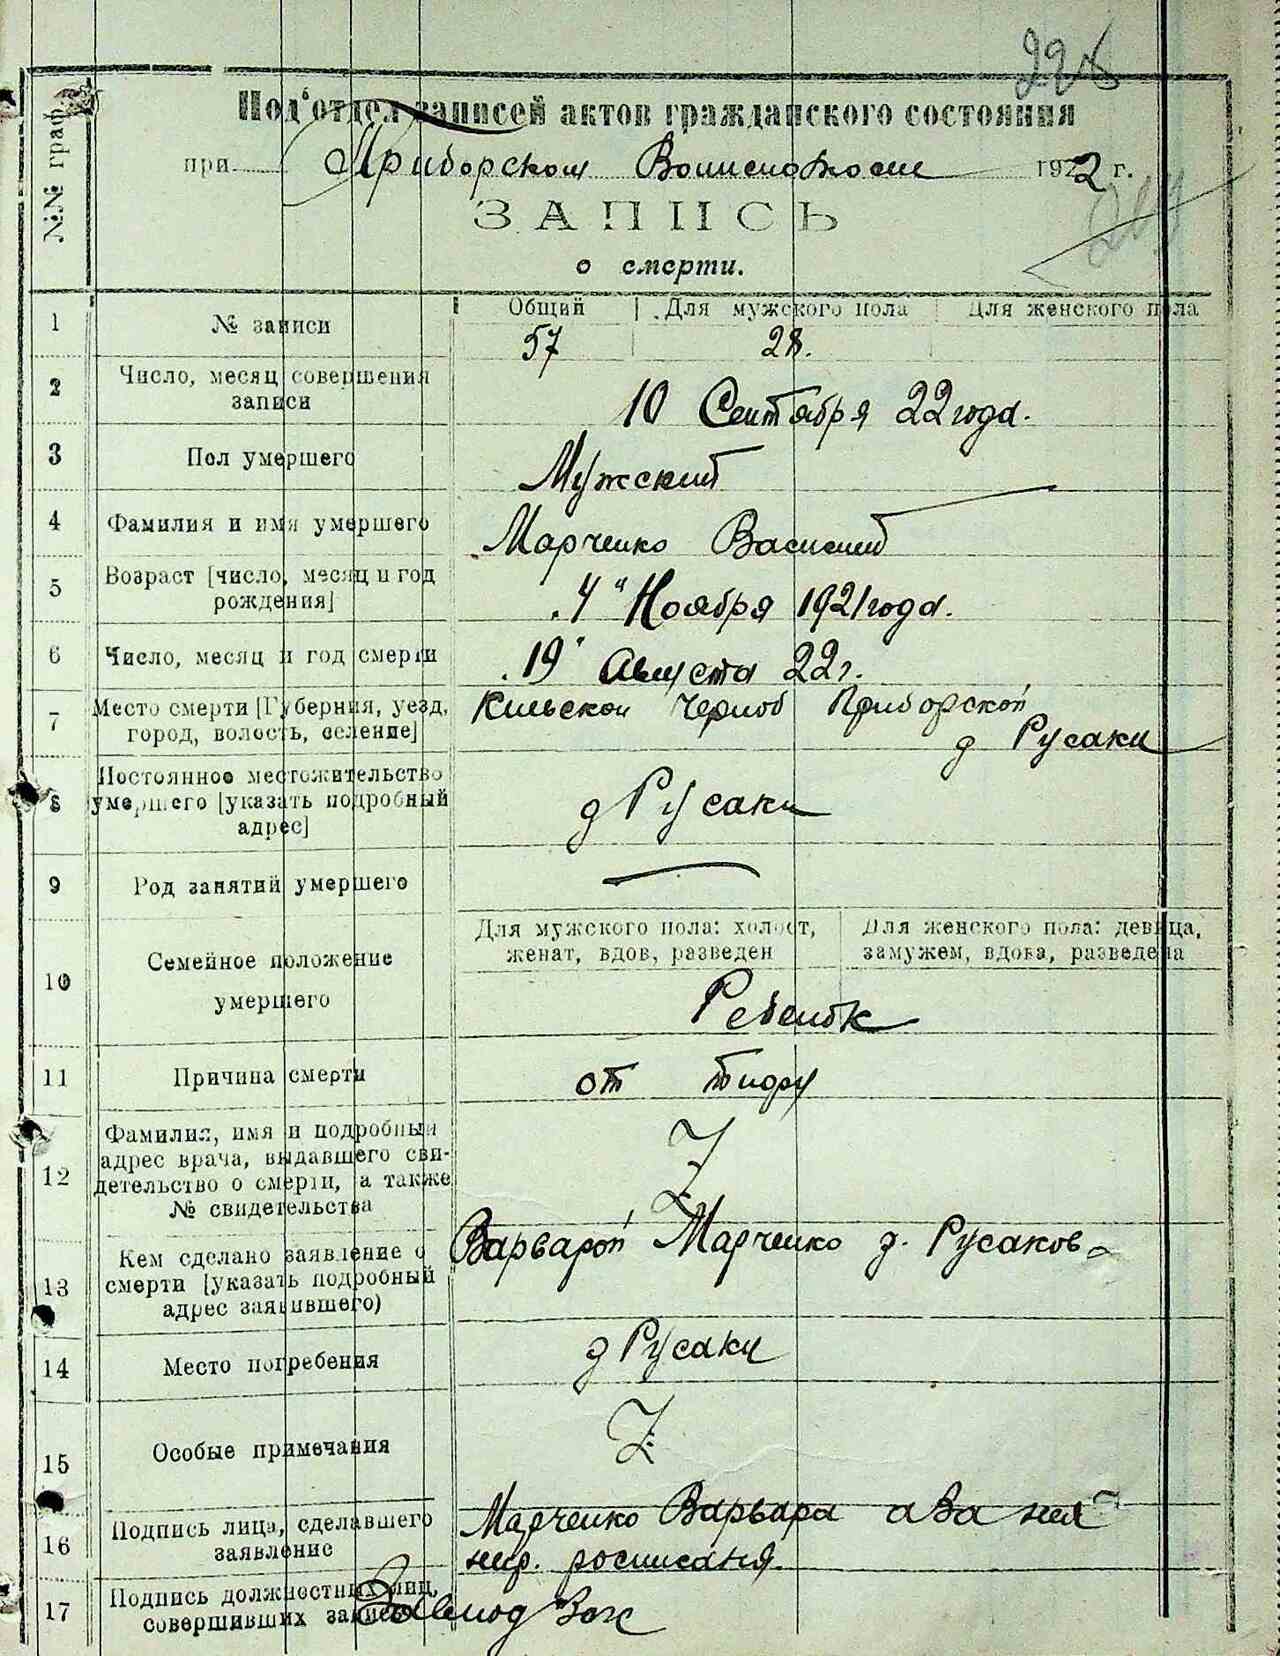 228
№№ граф
Под'отдел записей актов гражданского состояния
при Приборском Волисполкоме 1922 г.
ЗАПИСЬ
о смерти.
1 № записи Общий Для мужского пола Для женского пола
57 28.
2 Число, месяц совершения записи
10 Сентября 22 года.
3 Пол умершего Мужский
4 Фамилия и имя умершего Марченко Василий
5 Возраст [число, месяц и год рождения]
"4" Ноября 1921 года.
6 Число, месяц и год смерти "19" Августа 22 г.
7 Место смерти [Губерния, уезд, город, волость, селение]
Киевской Черноб Приборской
д Русаки
8 Постоянное местожительство умершего [указать подробный адрес]
д Русаки
9 Род занятий умершего
10 Семейное положение умершего
Для мужского пола: холост, женат, вдов, разведен
Для женского пола: девица, замужем, вдова, разведена
Ребенок
11 Причина смерти от
12 Фамилия, имя и подробный адрес врача, выдавшего свидетельство о смерти, а также № свидетельства
13 Кем сделано заявление о смерти [указать подробный адрес заявившего)
Варварой Марченко д. Русаков
14 Место погребения д Русаки
15 Особые примечания
16 Подпись лица, сделавшего заявление
Марченко Варвара а за нея
росписаня.
17 Подпись должностных лиц, совершивших запись